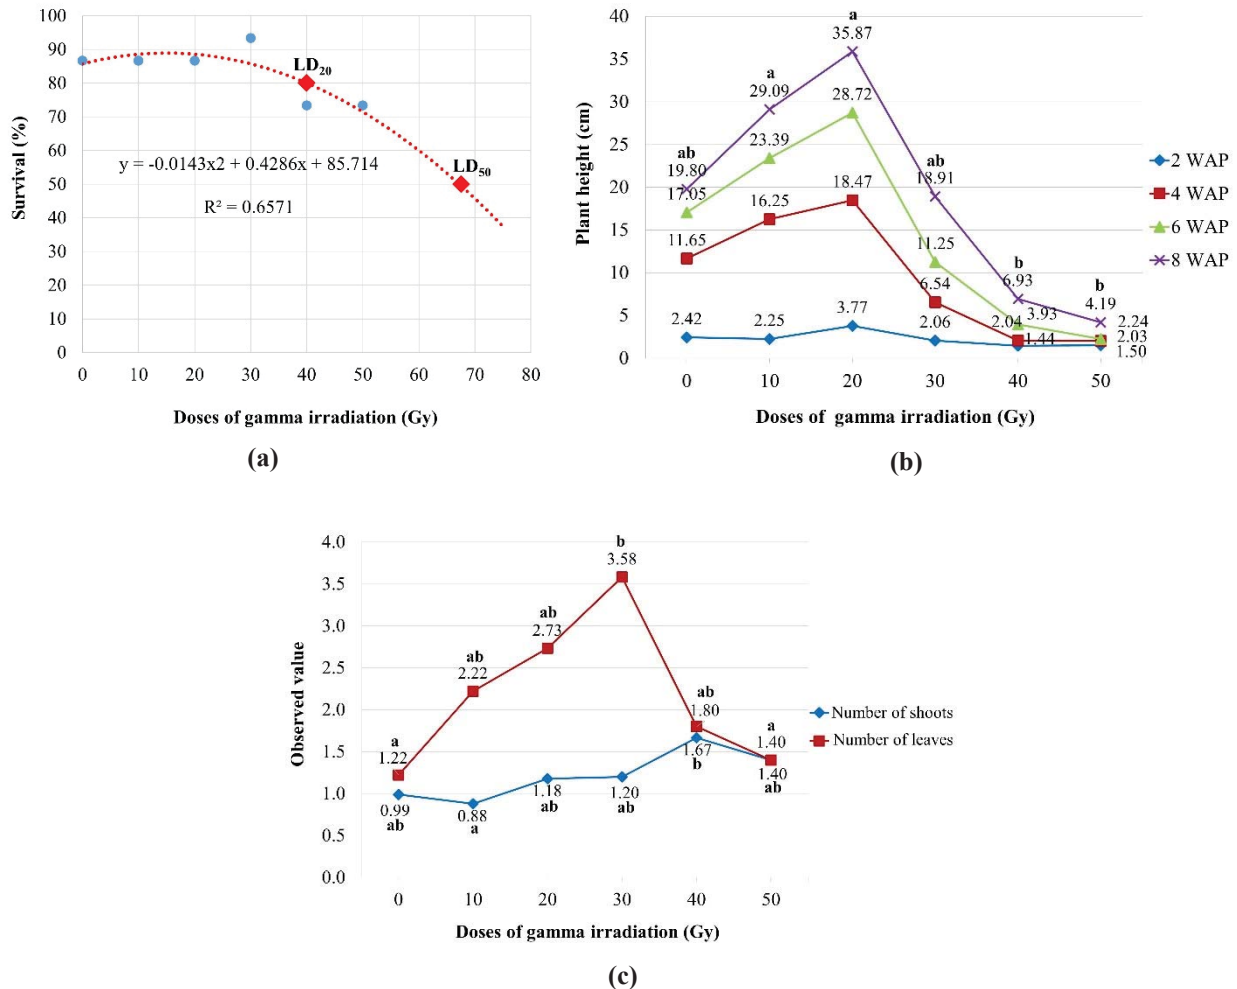 100
90
80
70
60
50
40
30
20
10
0
Survival (%)
LD20
LD50
y = -0.0143x2 + 0.4286x + 85.714
R² = 0.6571
0 10 20 30 40 50 60 70 80
Doses of gamma irradiation (Gy)
(a)
40
35
30
25
20
15
10
5
0
Plant height (cm)
ab a a ab b b
19.80 29.09 35.87 18.91 6.93 4.19
17.05 23.39 28.72 11.25 3.93 2.24
11.65 16.25 18.47 6.54 2.04 2.03
2.42 2.25 3.77 2.06 1.44 1.50
0 10 20 30 40 50
Doses of gamma irradiation (Gy)
2 WAP
4 WAP
6 WAP
8 WAP
(b)
4.0
3.5
3.0
2.5
2.0
1.5
1.0
0.5
0.0
Observed value
a ab ab b ab a
1.22 2.22 2.73 3.58 1.80 1.40
0.99 0.88 1.18 1.20 1.67 1.40
ab a ab ab b ab
0 10 20 30 40 50
Doses of gamma irradiation (Gy)
Number of shoots
Number of leaves
(c)